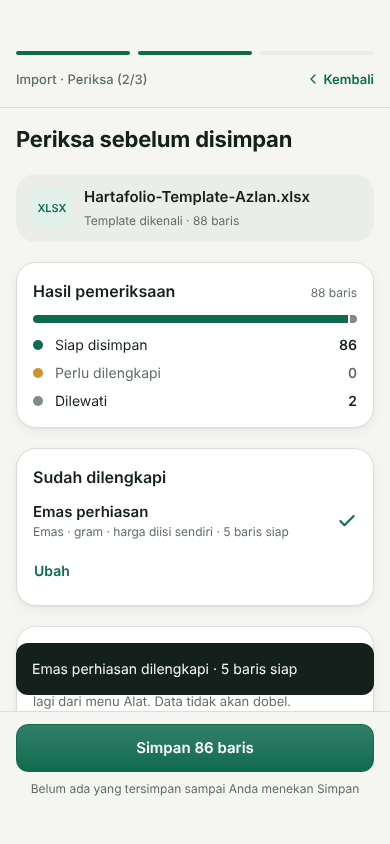 Import · Periksa (2/3)
Kembali
Periksa sebelum disimpan
XLSX
Hartafolio-Template-Azlan.xlsx
Template dikenali · 88 baris
Hasil pemeriksaan
88 baris
Siap disimpan
86
Perlu dilengkapi
0
Dilewati
2
Sudah dilengkapi
Emas perhiasan
Emas · gram · harga diisi sendiri · 5 baris siap
Ubah
Emas perhiasan dilengkapi · 5 baris siap
lagi dari menu Alat. Data tidak akan dobel.
Simpan 86 baris
Belum ada yang tersimpan sampai Anda menekan Simpan